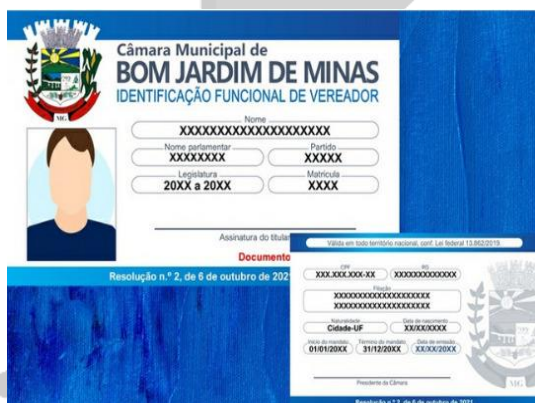 Câmara Municipal de
BOM JARDIM DE MINAS
IDENTIFICAÇÃO FUNCIONAL DE VEREADOR
MG
Nome
XXXXXXXXXXXXXXXXXXXX
Nome parlamentar Partido
XXXXXXXX XXXXX
Legislatura Matrícula
20XX a 20XX XXXX
Assinatura do titular
Documento
Resolução n.º 2, de 6 de outubro de 2021
Válida em todo território nacional, conf. Lei federal 13.862/2019.
CPF RG
XXX.XXX.XXX-XX XXXXXXXXXXXXX
Filiação
XXXXXXXXXXXXXXXXXXXX
XXXXXXXXXXXXXXXXXXXX
Naturalidade Data de nascimento
Cidade-UF XX/XX/XXXX
Início do mandato Término do mandato Data de emissão
01/01/20XX 31/12/20XX XX/XX/20XX
Presidente da Câmara
MG
Resolução n.º 2, de 6 de outubro de 2021